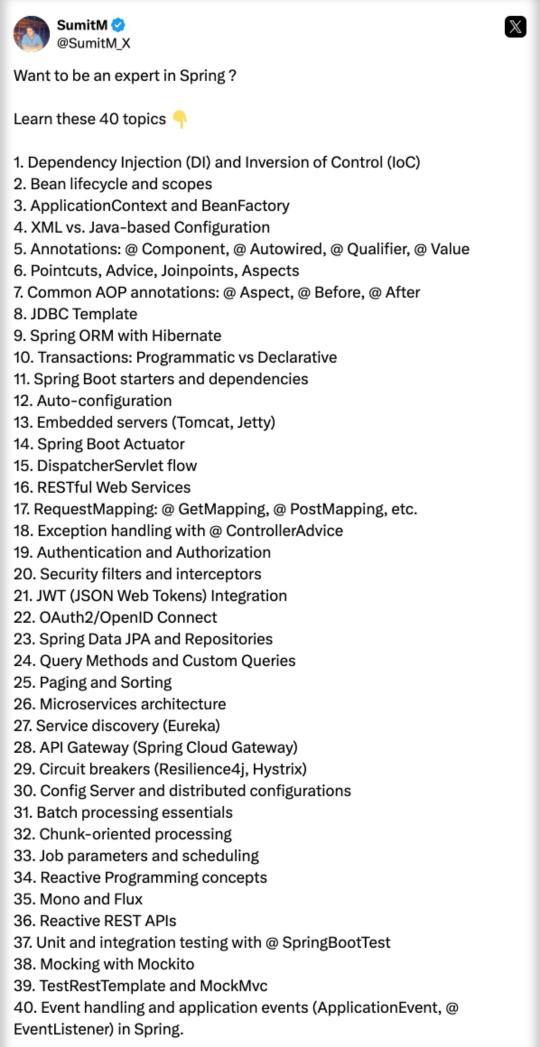 SumitM
@SumitM_X
Want to be an expert in Spring ?
Learn these 40 topics 👇
1. Dependency Injection (DI) and Inversion of Control (IoC)
2. Bean lifecycle and scopes
3. ApplicationContext and BeanFactory
4. XML vs. Java-based Configuration
5. Annotations: @ Component, @ Autowired, @ Qualifier, @ Value
6. Pointcuts, Advice, Joinpoints, Aspects
7. Common AOP annotations: @ Aspect, @ Before, @ After
8. JDBC Template
9. Spring ORM with Hibernate
10. Transactions: Programmatic vs Declarative
11. Spring Boot starters and dependencies
12. Auto-configuration
13. Embedded servers (Tomcat, Jetty)
14. Spring Boot Actuator
15. DispatcherServlet flow
16. RESTful Web Services
17. RequestMapping: @ GetMapping, @ PostMapping, etc.
18. Exception handling with @ ControllerAdvice
19. Authentication and Authorization
20. Security filters and interceptors
21. JWT (JSON Web Tokens) Integration
22. OAuth2/OpenID Connect
23. Spring Data JPA and Repositories
24. Query Methods and Custom Queries
25. Paging and Sorting
26. Microservices architecture
27. Service discovery (Eureka)
28. API Gateway (Spring Cloud Gateway)
29. Circuit breakers (Resilience4j, Hystrix)
30. Config Server and distributed configurations
31. Batch processing essentials
32. Chunk-oriented processing
33. Job parameters and scheduling
34. Reactive Programming concepts
35. Mono and Flux
36. Reactive REST APIs
37. Unit and integration testing with @ SpringBootTest
38. Mocking with Mockito
39. TestRestTemplate and MockMvc
40. Event handling and application events (ApplicationEvent, @
EventListener) in Spring.